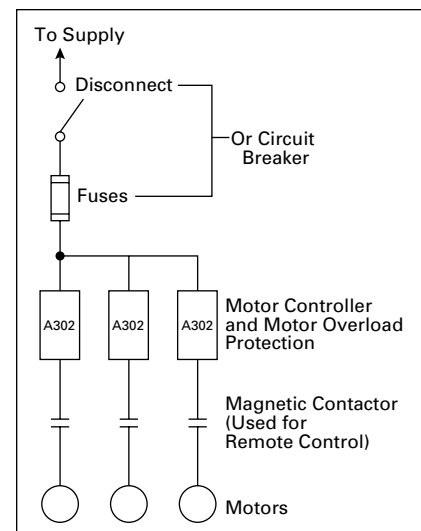 To Supply
Disconnect
Or Circuit
Breaker
Fuses
A302 A302 A302
Motor Controller
and Motor Overload
Protection
Magnetic Contactor
(Used for
Remote Control)
Motors